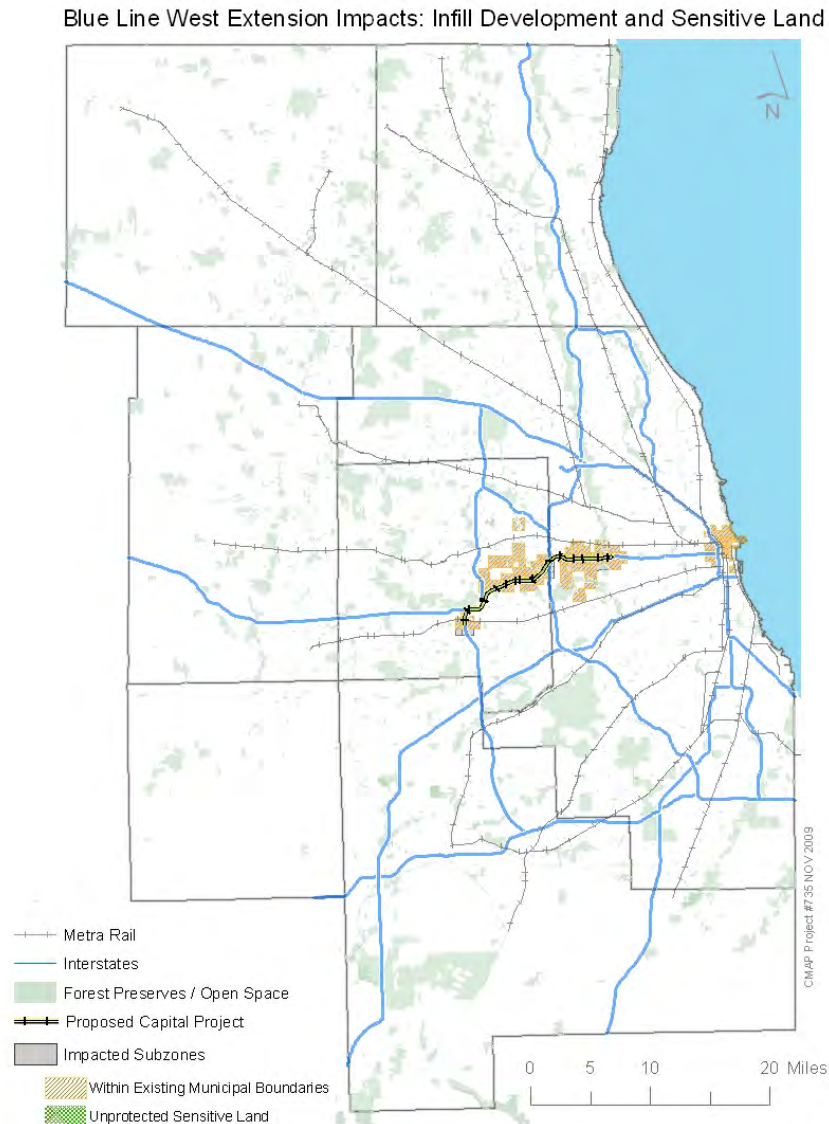 Blue Line West Extension Impacts: Infill Development and Sensitive Land
N
CMAP Project #735 NOV 2009
Metra Rail
Interstates
Forest Preserves / Open Space
Proposed Capital Project
Impacted Subzones
Within Existing Municipal Boundaries
Unprotected Sensitive Land
0 5 10 20 Miles